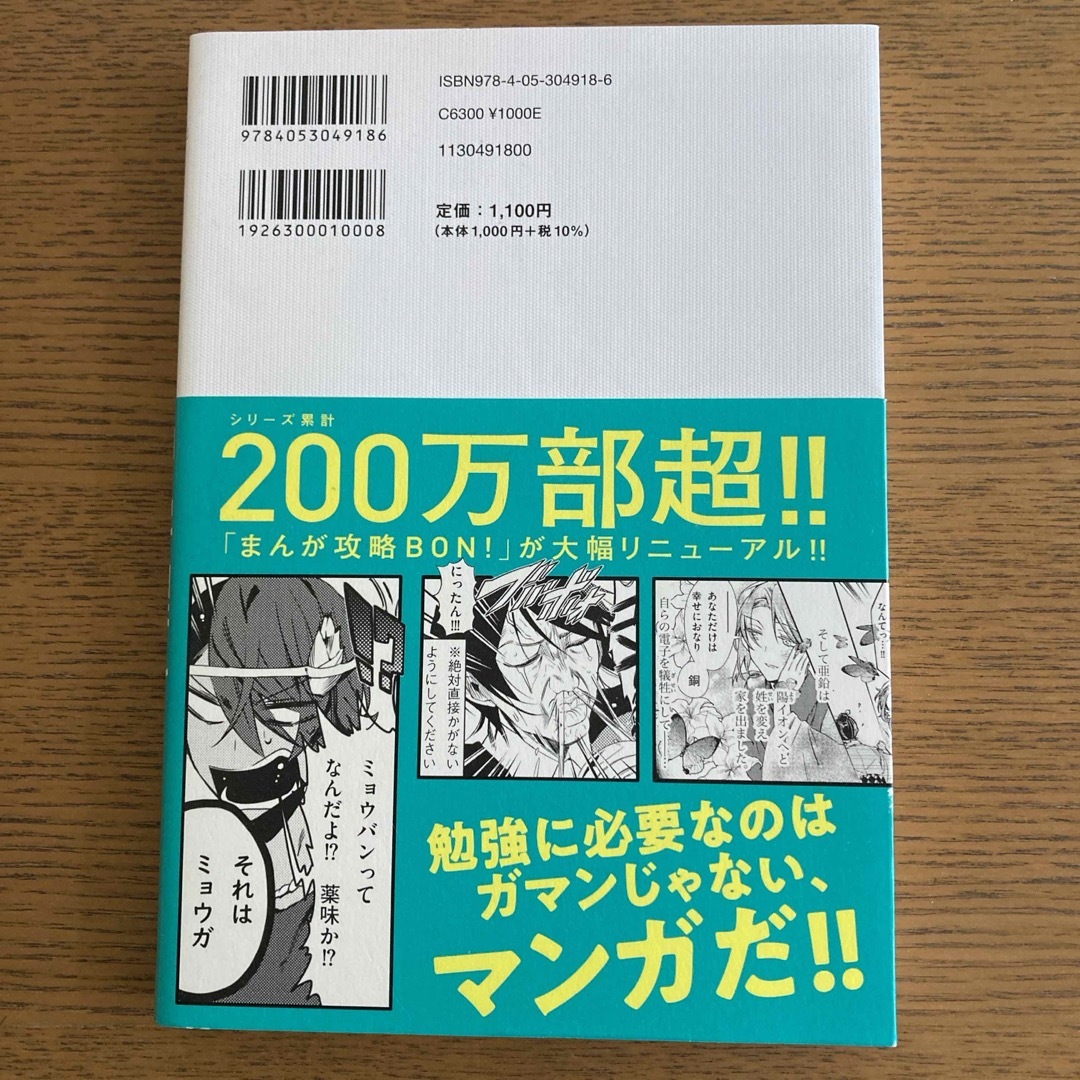 ISBN978-4-05-304918-6
9784053049186
C6300 ¥1000E
1130491800
1926300010008
定価：1,100円
（本体1,000円＋税10%）
シリーズ累計
200万部超!!
「まんが攻略BON!」が大幅リニューアル!!
なんでっ…!!
そして亜鉛は
陽イオンへと
姓を変え
家を出ました。
あなただけは
幸せにおなり
銅
自らの電子を犠牲にして……
ぎせい
にったん!!!
※絶対直接かがない
ようにしてください
ミョウバンって
なんだよ!?
薬味か!?
それは
ミョウガ
勉強に必要なのは
ガマンじゃない、
マンガだ!!